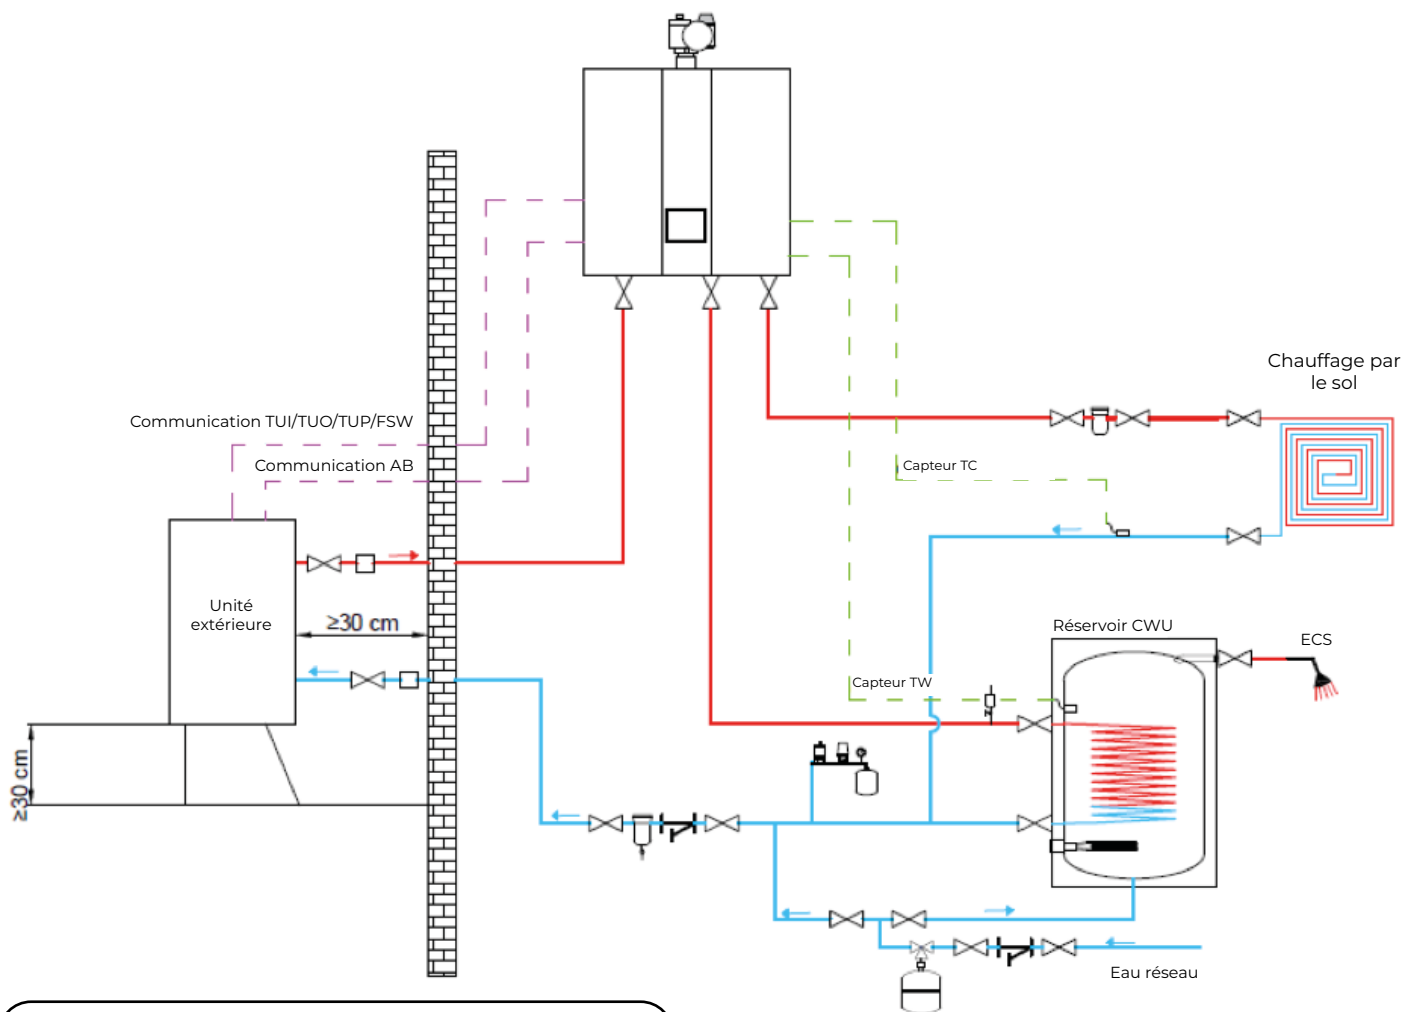 Chauffage par
le sol
Communication TUI/TUO/TUP/FSW
Communication AB
Capteur TC
Unité
extérieure
≥30 cm
Réservoir CWU
ECS
Capteur TW
≥30 cm
Eau réseau